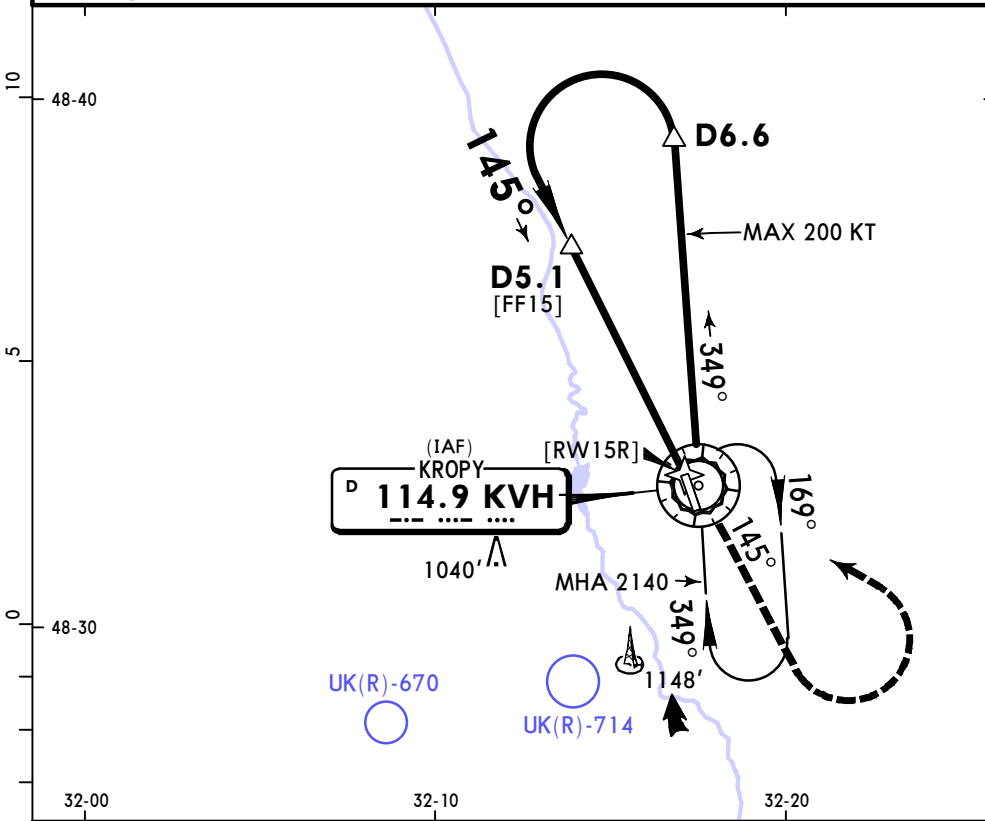 10
48-40
145°
D6.6
MAX 200 KT
D5.1
[FF15]
5
349°
(IAF)
KROPY
D 114.9 KVH
[RW15R]
169°
145°
1040'
MHA 2140
349°
0
48-30
1148'
UK(R)-670
UK(R)-714
32-00
32-10
32-20